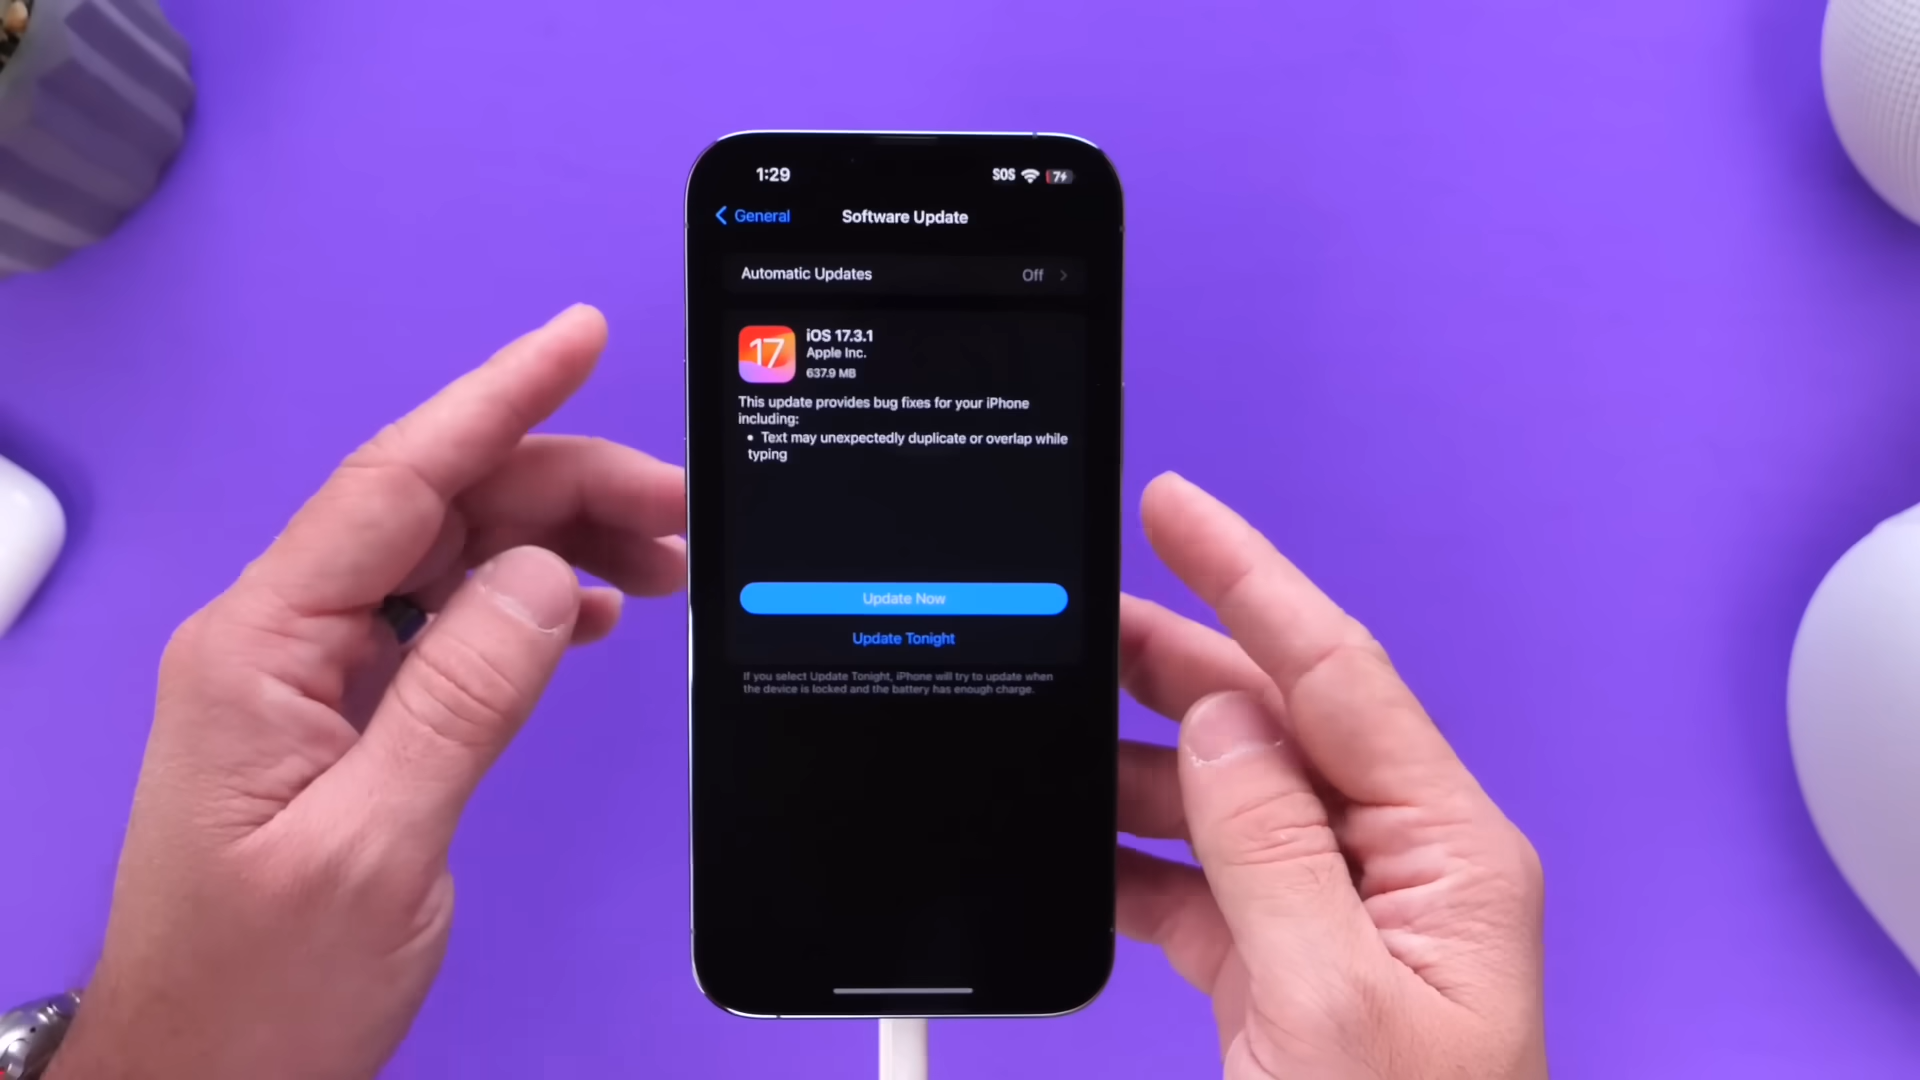 1:29
SOS 7
General
Software Update
Automatic Updates Off
17
iOS 17.3.1
Apple Inc.
637.9 MB
This update provides bug fixes for your iPhone
including:
• Text may unexpectedly duplicate or overlap while
typing
Update Now
Update Tonight
If you select Update Tonight, iPhone will try to update when
the device is locked and the battery has enough charge.